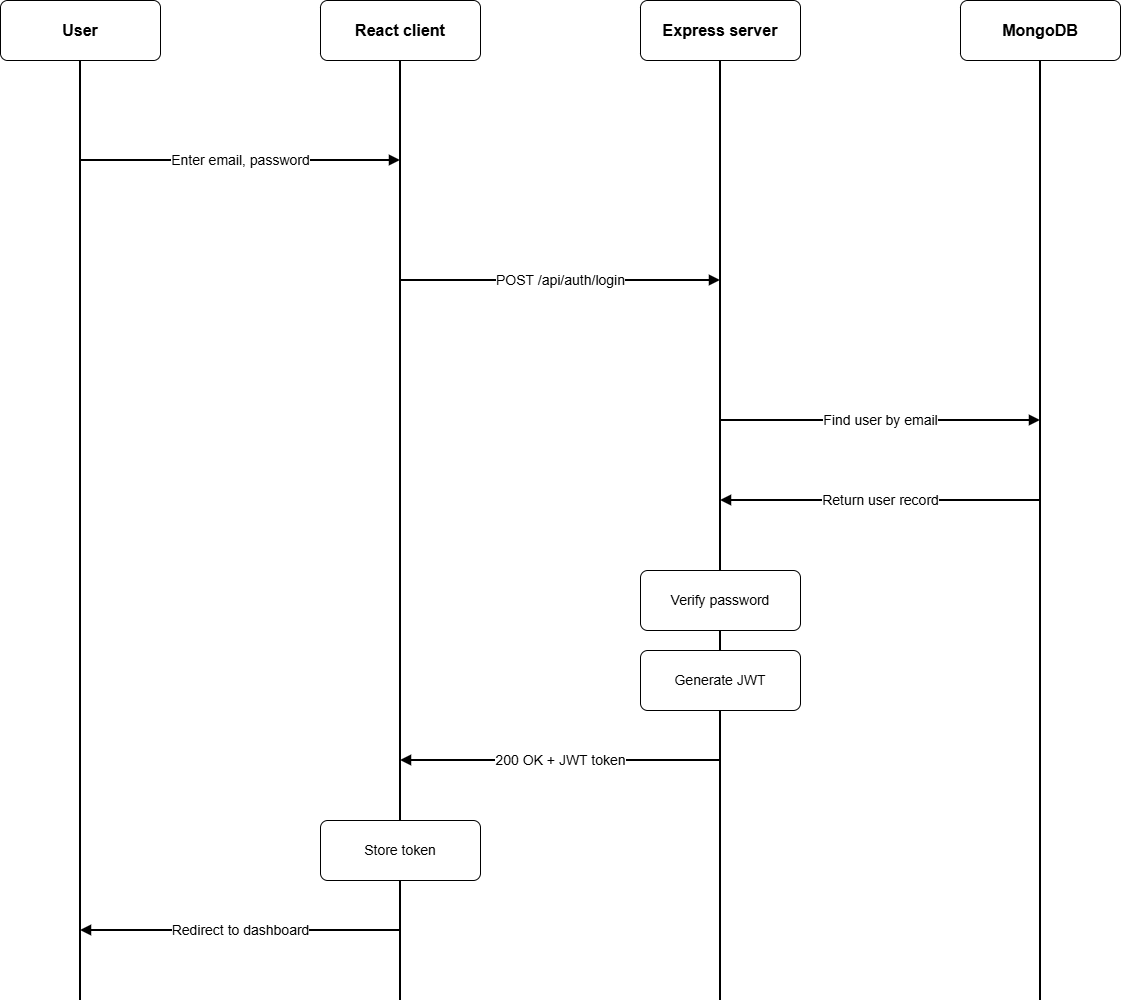 User
React client
Express server
MongoDB
Enter email, password
POST /api/auth/login
Find user by email
Return user record
Verify password
Generate JWT
200 OK + JWT token
Store token
Redirect to dashboard